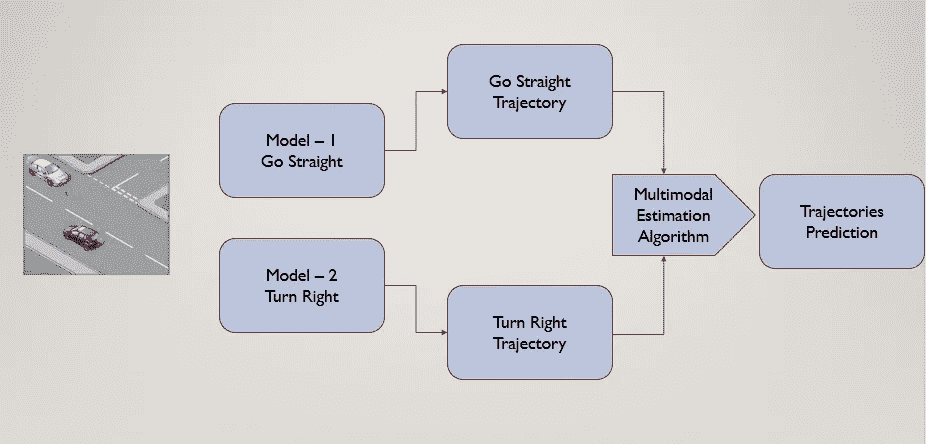 Model – 1
Go Straight
Go Straight
Trajectory
Model – 2
Turn Right
Turn Right
Trajectory
Multimodal
Estimation
Algorithm
Trajectories
Prediction